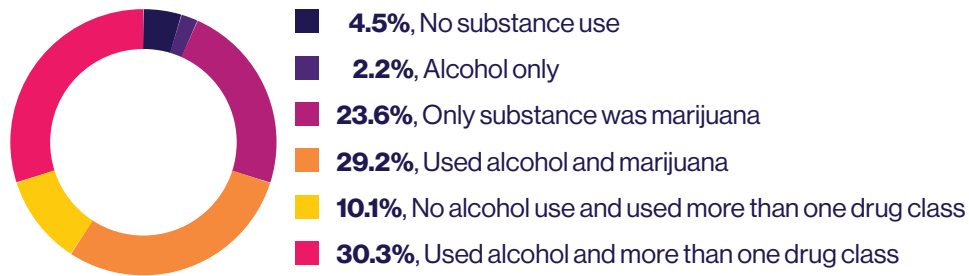 4.5%, No substance use
2.2%, Alcohol only
23.6%, Only substance was marijuana
29.2%, Used alcohol and marijuana
10.1%, No alcohol use and used more than one drug class
30.3%, Used alcohol and more than one drug class